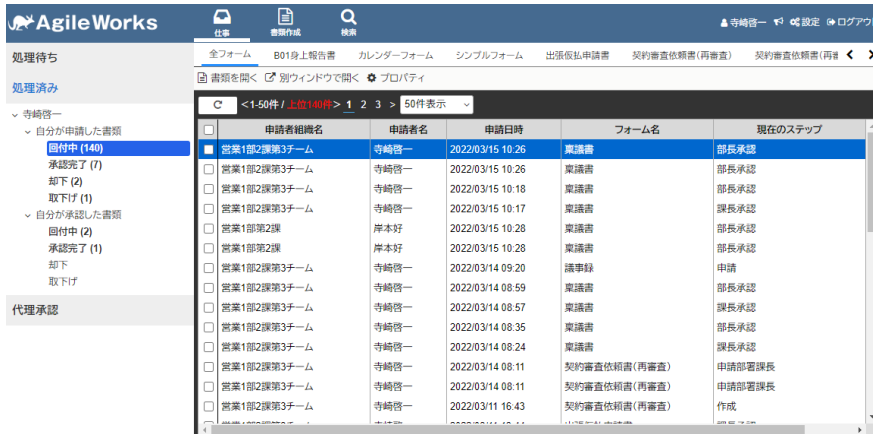 AgileWorks
仕事
書類作成
検索
寺崎啓一
設定
ログアウ
処理待ち
処理済み
寺崎啓一
自分が申請した書類
回付中 (140)
承認完了 (7)
却下 (2)
取下げ (1)
自分が承認した書類
回付中 (2)
承認完了 (1)
却下
取下げ
代理承認
全フォーム B01身上報告書 カレンダーフォーム シンプルフォーム 出張仮払申請書 契約審査依頼書(再審査) 契約審査依頼書(再審
書類を開く 別ウィンドウで開く プロパティ
<1-50件 / 上位140件> 1 2 3 > 50件表示
申請者組織名 申請者名 申請日時 フォーム名 現在のステップ
営業1部2課第3チーム 寺崎啓一 2022/03/15 10:26 稟議書 部長承認
営業1部2課第3チーム 寺崎啓一 2022/03/15 10:26 稟議書 部長承認
営業1部2課第3チーム 寺崎啓一 2022/03/15 10:18 稟議書 部長承認
営業1部2課第3チーム 寺崎啓一 2022/03/15 10:17 稟議書 課長承認
営業1部第2課 岸本好 2022/03/15 10:28 稟議書 部長承認
営業1部第2課 岸本好 2022/03/15 10:28 稟議書 部長承認
営業1部2課第3チーム 寺崎啓一 2022/03/14 09:20 議事録 申請
営業1部2課第3チーム 寺崎啓一 2022/03/14 08:59 稟議書 部長承認
営業1部2課第3チーム 寺崎啓一 2022/03/14 08:57 稟議書 課長承認
営業1部2課第3チーム 寺崎啓一 2022/03/14 08:35 稟議書 部長承認
営業1部2課第3チーム 寺崎啓一 2022/03/14 08:24 稟議書 課長承認
営業1部2課第3チーム 寺崎啓一 2022/03/14 08:11 契約審査依頼書(再審査) 申請部署課長
営業1部2課第3チーム 寺崎啓一 2022/03/14 08:11 契約審査依頼書(再審査) 申請部署課長
営業1部2課第3チーム 寺崎啓一 2022/03/11 16:43 契約審査依頼書(再審査) 作成